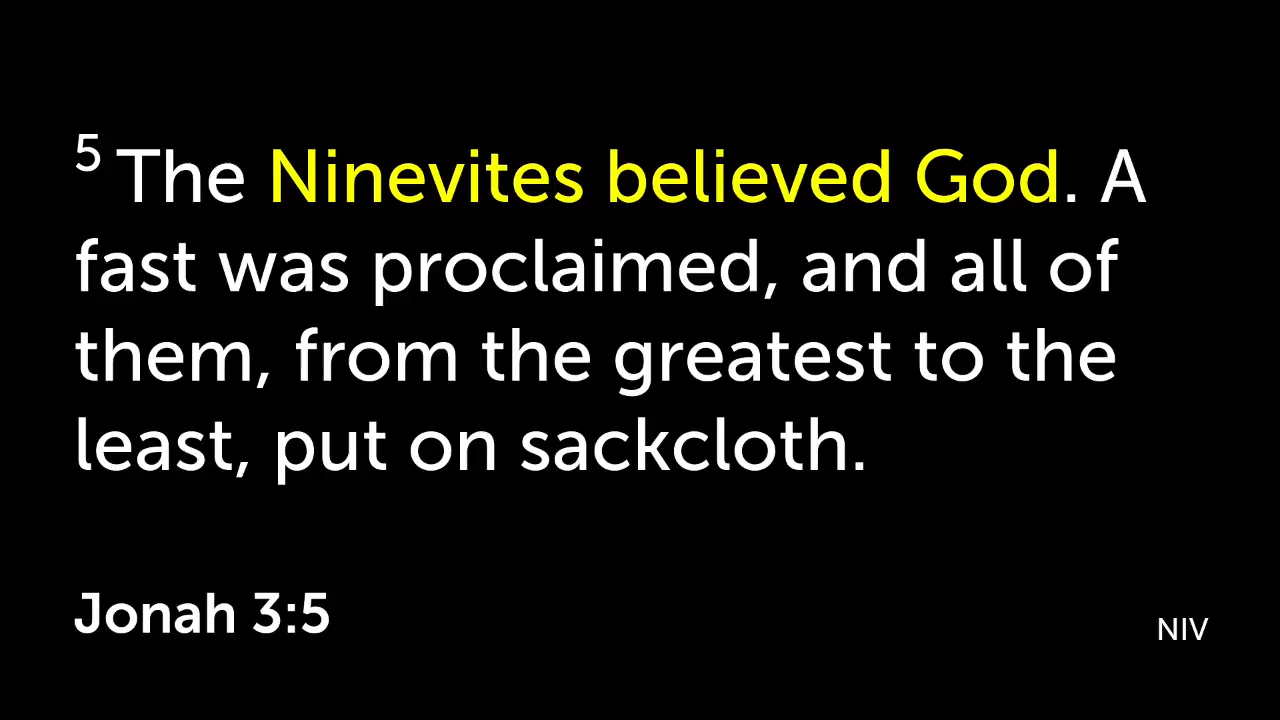 5 The Ninevites believed God. A
fast was proclaimed, and all of
them, from the greatest to the
least, put on sackcloth.
Jonah 3:5
NIV